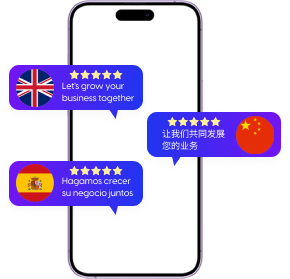 Let's grow your
business together
让我们共同发展
您的业务
Hagamos crecer
su negocio juntos